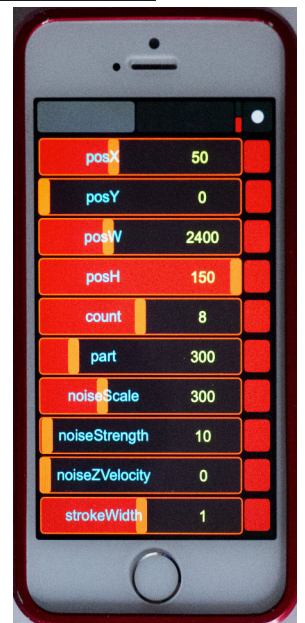 posX 50
posY 0
posW 2400
posH 150
count 8
part 300
noiseScale 300
noiseStrength 10
noiseZVelocity 0
strokeWidth 1